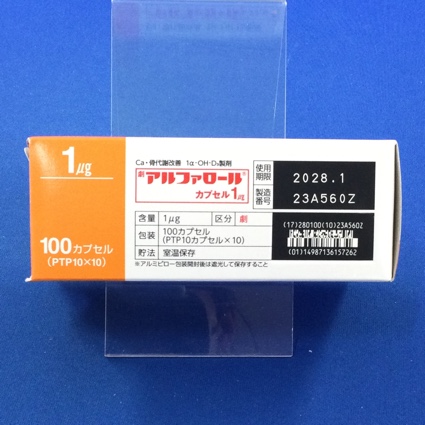 1μg
100カプセル
(PTP10×10)
Ca・骨代謝改善 1α-OH-D₃製剤
劇 アルファロール®
カプセル1μg
含量 1μg 区分 劇
包装 100カプセル
(PTP10カプセル×10)
貯法 室温保存
※アルミピロー包装開封後は遮光して保存すること
使用期限 2028.1
製造番号 23A560Z
(17)280100(10)23A560Z
(01)14987136157262